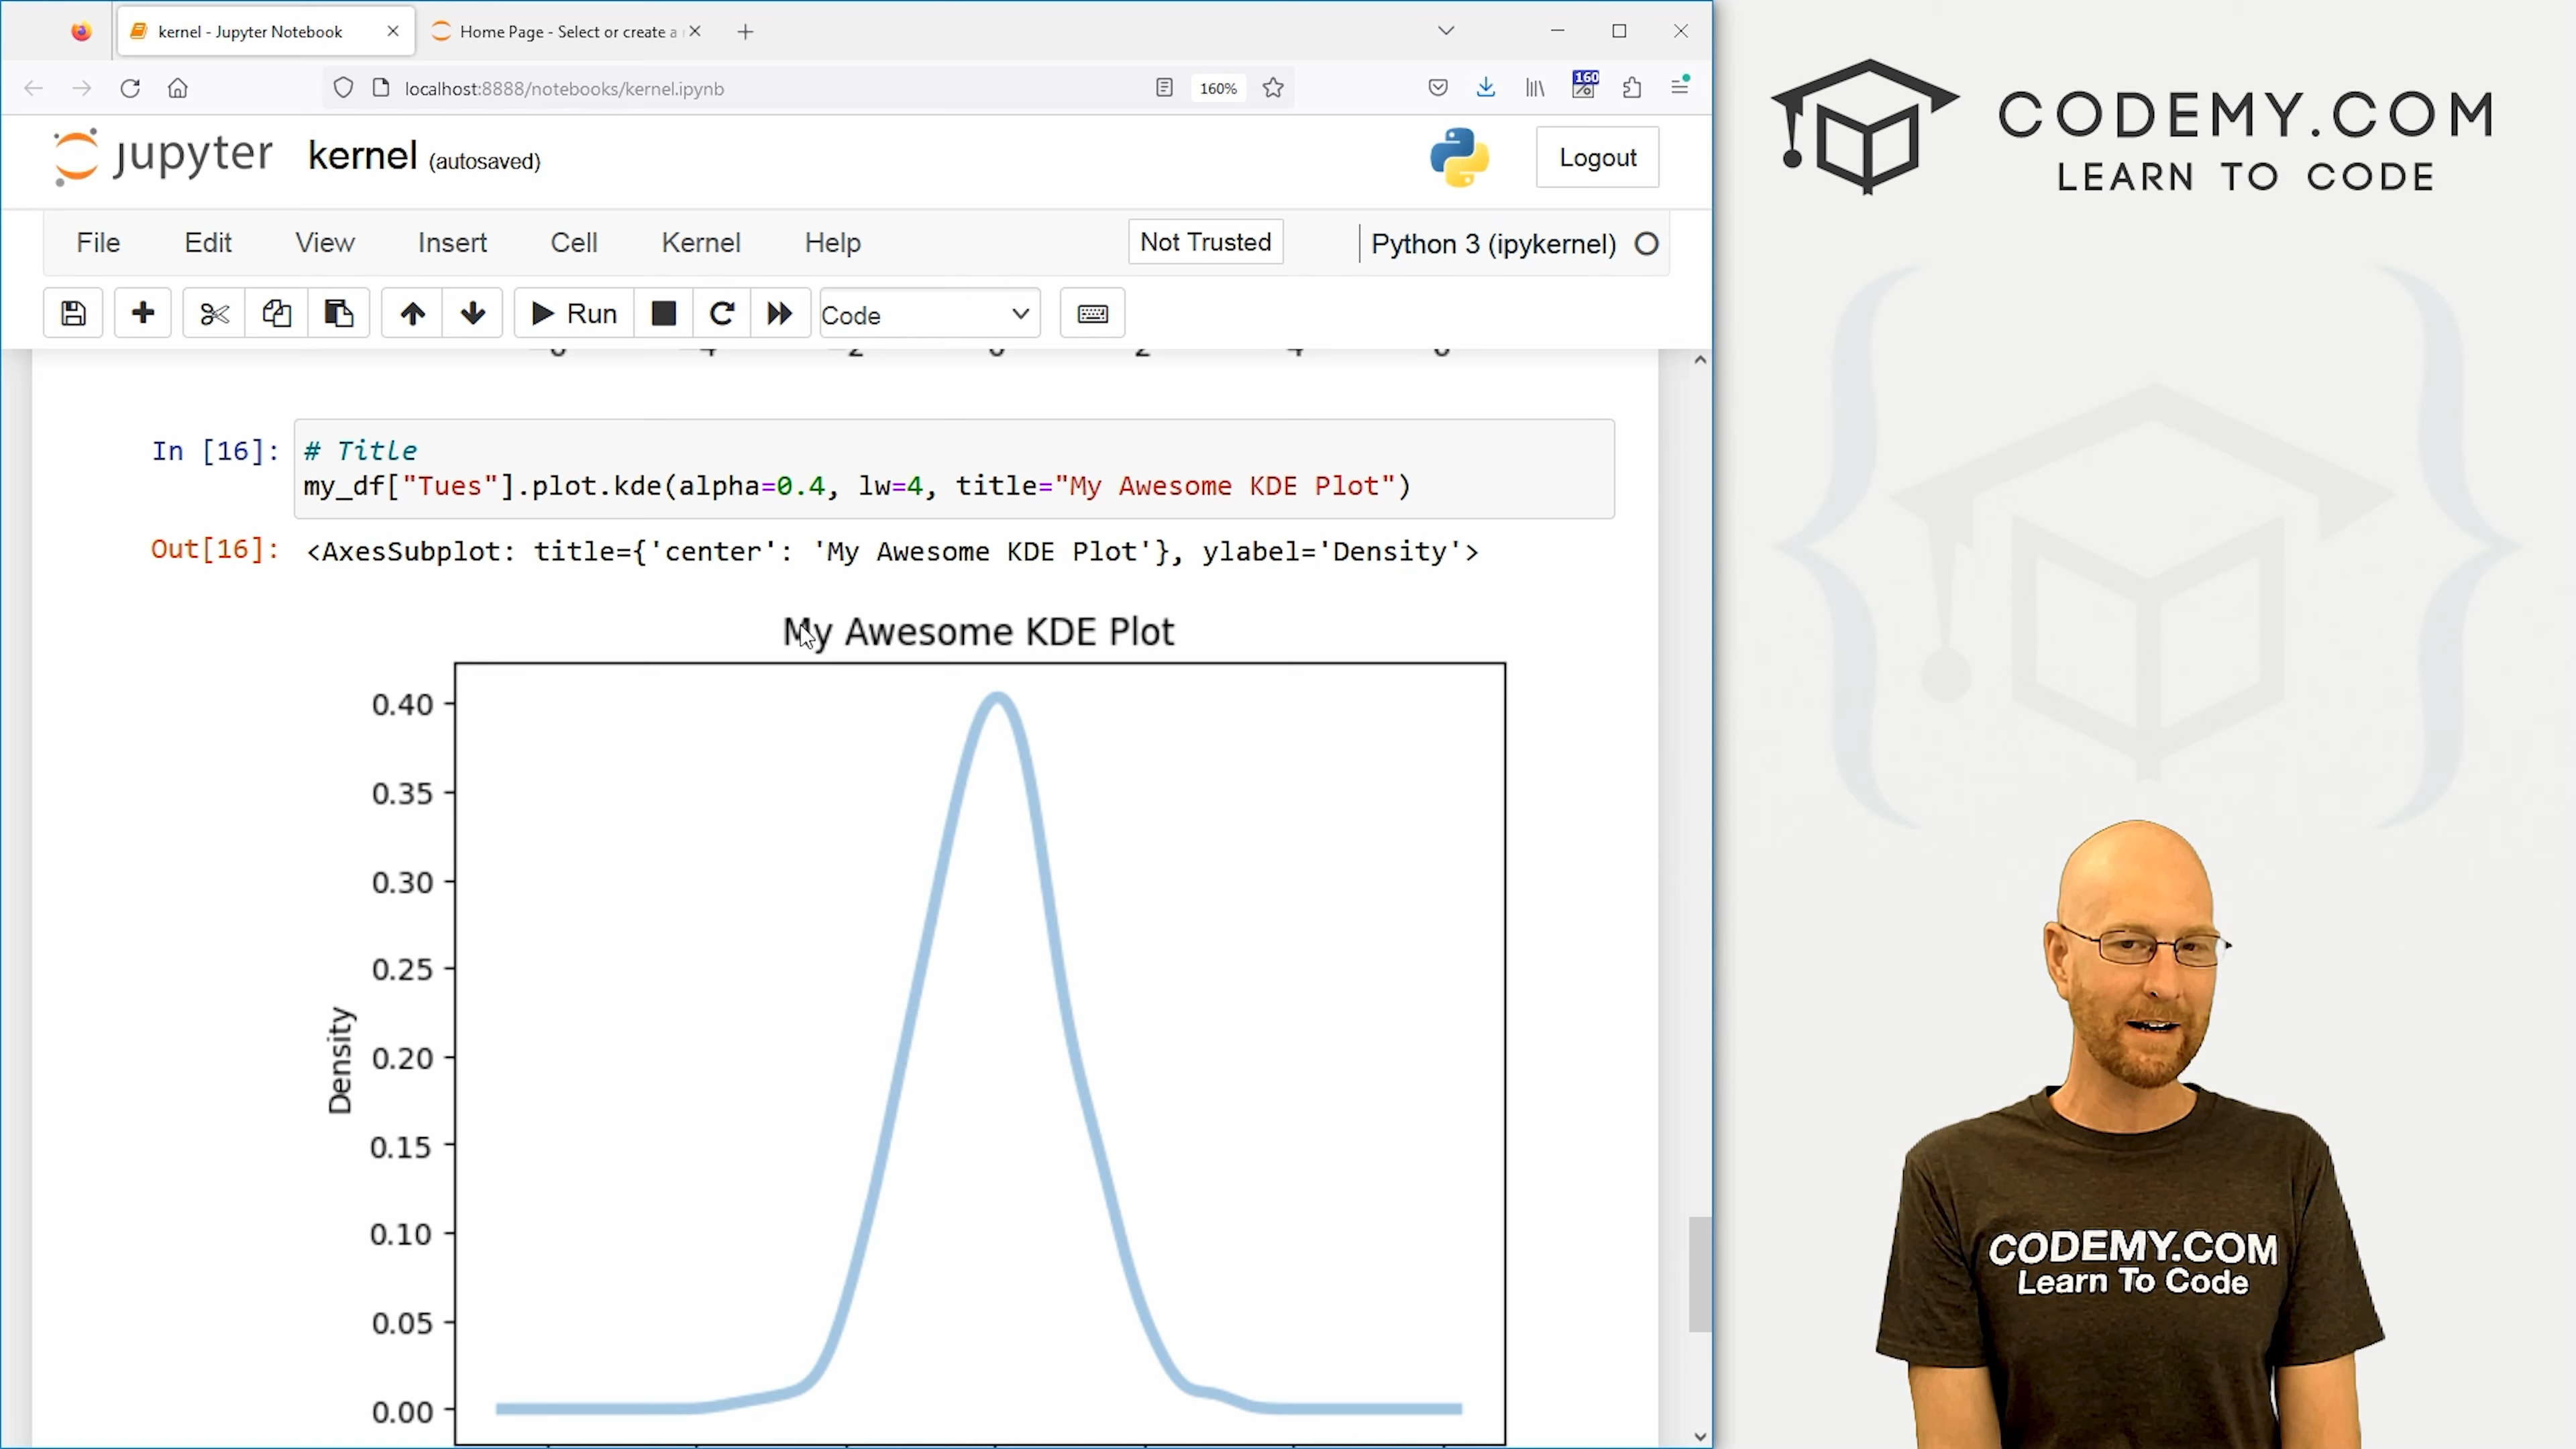 kernel - Jupyter Notebook
Home Page - Select or create a
localhost:8888/notebooks/kernel.ipynb
160%
160
jupyter kernel (autosaved)
Logout
File Edit View Insert Cell Kernel Help
Not Trusted
Python 3 (ipykernel)
Run
Code
In [16]:
# Title
my_df["Tues"].plot.kde(alpha=0.4, lw=4, title="My Awesome KDE Plot")
Out[16]: <AxesSubplot: title={'center': 'My Awesome KDE Plot'}, ylabel='Density'>
My Awesome KDE Plot
0.40
0.35
0.30
0.25
0.20
0.15
0.10
0.05
0.00
Density
CODEMY.COM
LEARN TO CODE
CODEMY.COM
Learn To Code